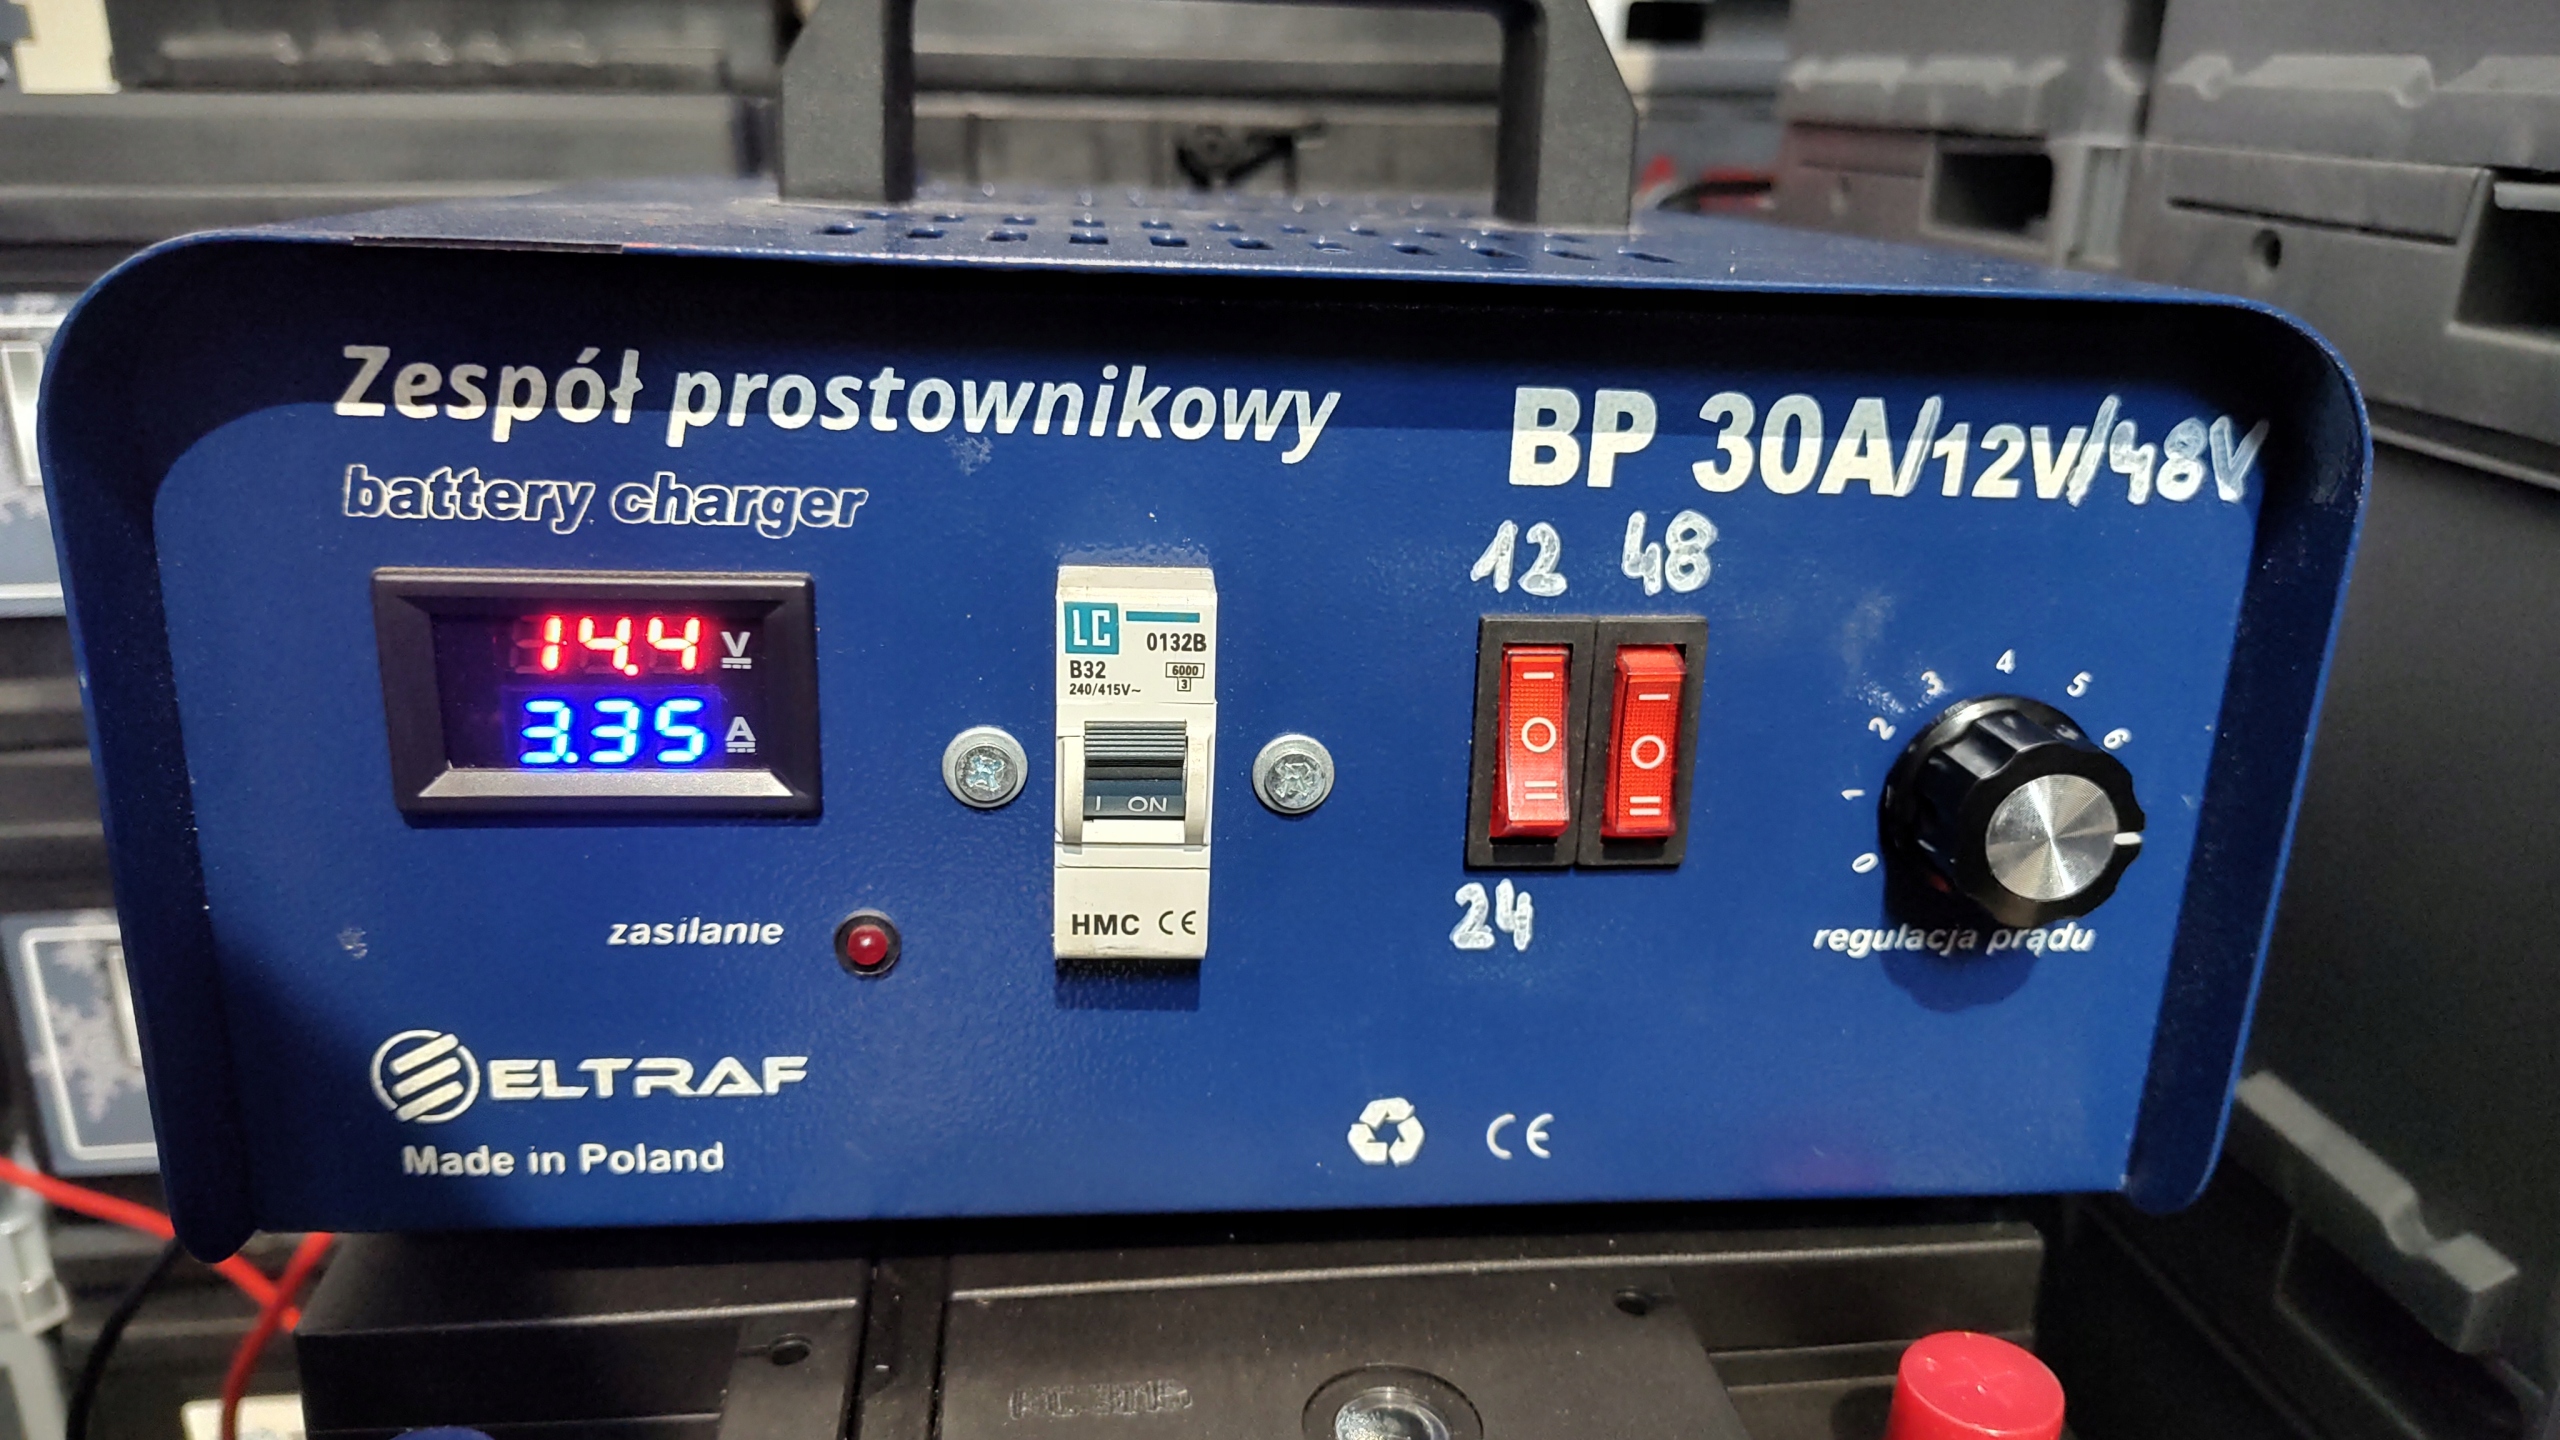 Zespół prostownikowy
BP 30A/12V/48V
battery charger
12 48
14.4 V
3.35 A
LC
0132B
B32
6000
240/415V~
3
I ON
HMC CE
I O II
I O II
24
0 1 2 3 4 5 6
regulacja prądu
zasilanie
ELTRAF
Made in Poland
CE